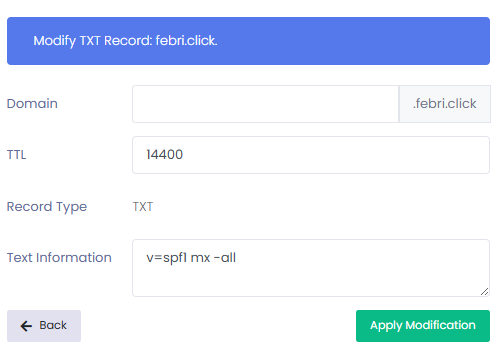 Modify TXT Record: febri.click.
Domain
.febri.click
TTL
14400
Record Type
TXT
Text Information
v=spf1 mx -all
Back
Apply Modification